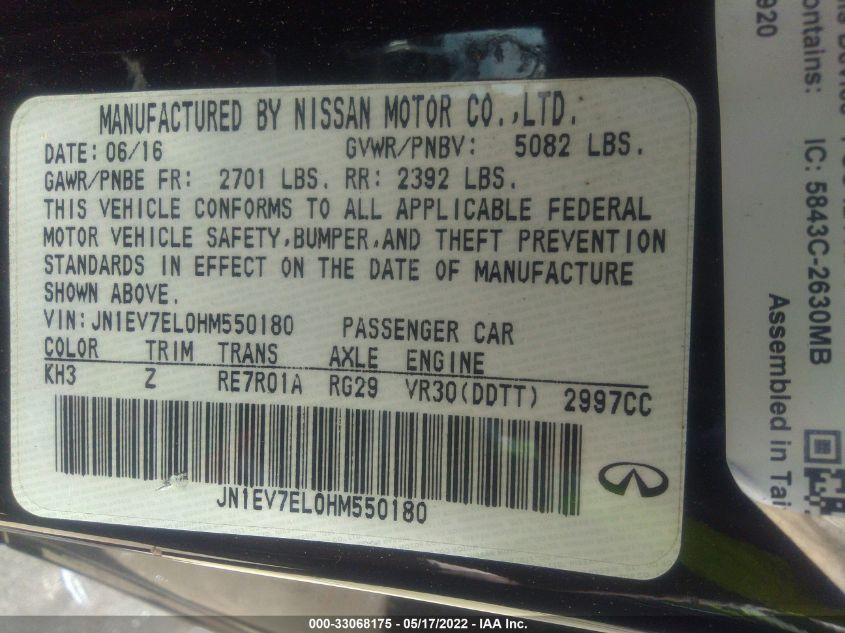 MANUFACTURED BY NISSAN MOTOR CO.,LTD.
DATE: 06/16 GVWR/PNBV: 5082 LBS.
GAWR/PNBE FR: 2701 LBS. RR: 2392 LBS.
THIS VEHICLE CONFORMS TO ALL APPLICABLE FEDERAL
MOTOR VEHICLE SAFETY,BUMPER,AND THEFT PREVENTION
STANDARDS IN EFFECT ON THE DATE OF MANUFACTURE
SHOWN ABOVE.
VIN:JN1EV7EL0HM550180 PASSENGER CAR
COLOR TRIM TRANS AXLE ENGINE
KH3 Z RE7R01A RG29 VR30(DDTT) 2997CC
JN1EV7EL0HM550180
920
ontains: IC: 5843C-2630MB
Assembled in Tai
000-33068175 — 05/17/2022 — IAA Inc.